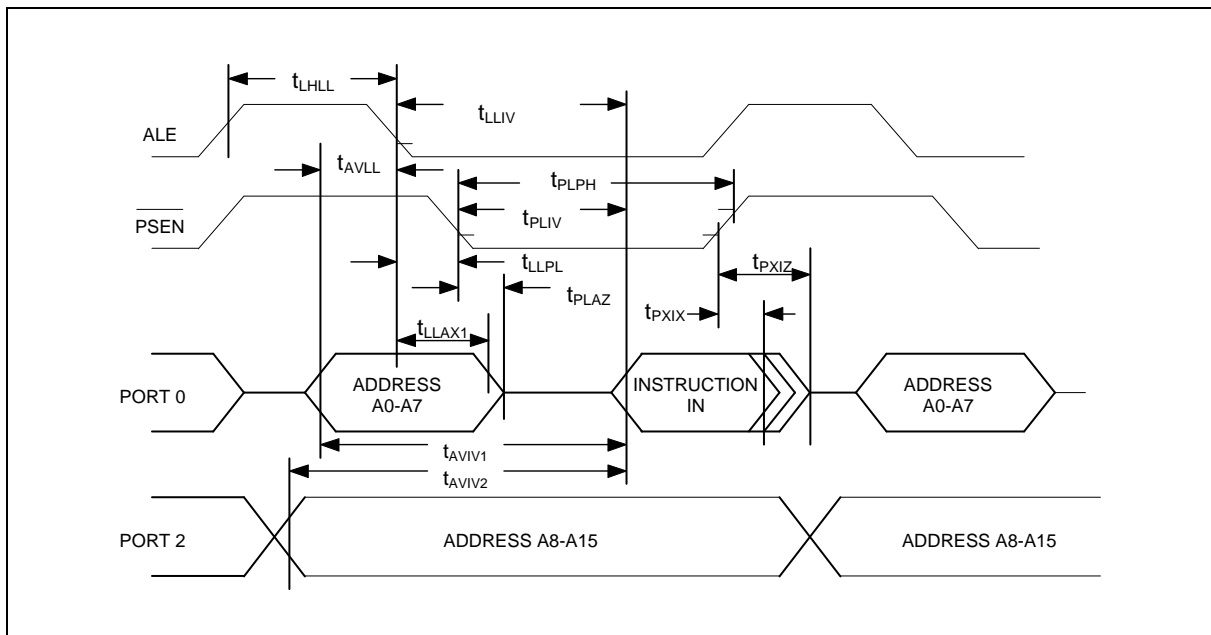 tLHLL
tLLIV
ALE
tAVLL
tPLPH
PSEN
tPLIV
tLLPL
tPXIZ
tPLAZ
tPXIX
tLLAX1
PORT 0
ADDRESS
A0-A7
INSTRUCTION
IN
ADDRESS
A0-A7
tAVIV1
tAVIV2
PORT 2
ADDRESS A8-A15
ADDRESS A8-A15